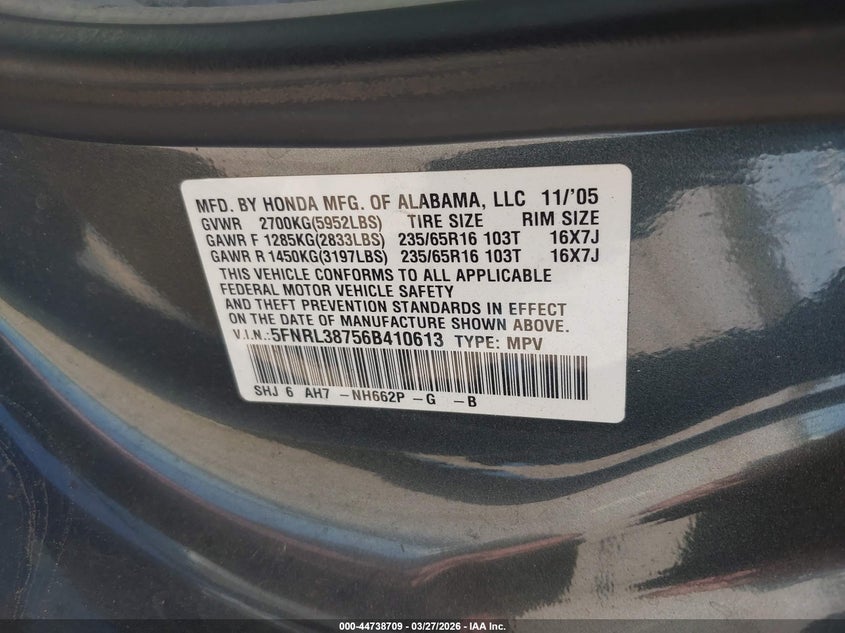 MFD. BY HONDA MFG. OF ALABAMA, LLC 11/'05
GVWR 2700KG(5952LBS) TIRE SIZE RIM SIZE
GAWR F 1285KG(2833LBS) 235/65R16 103T 16X7J
GAWR R 1450KG(3197LBS) 235/65R16 103T 16X7J
THIS VEHICLE CONFORMS TO ALL APPLICABLE
FEDERAL MOTOR VEHICLE SAFETY
AND THEFT PREVENTION STANDARDS IN EFFECT
ON THE DATE OF MANUFACTURE SHOWN ABOVE.
V.I.N.:5FNRL38756B410613 TYPE: MPV
SHJ 6 AH7 -NH662P -G -B
000-44738709 - 03/27/2026 - IAA Inc.